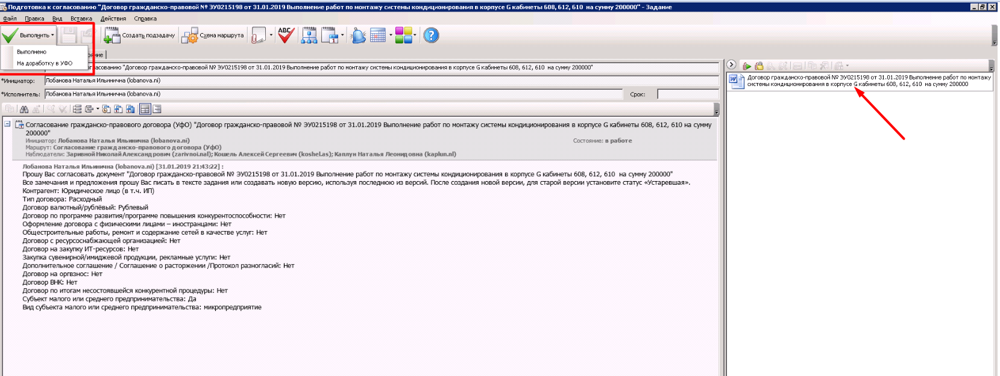 Подготовка к согласованию "Договор гражданско-правовой № ЭУ0215198 от 31.01.2019 Выполнение работ по монтажу системы кондиционирования в корпусе G кабинеты 608, 612, 610  на сумму 200000" - Задание
Файл Правка Вид Вставка Действия Справка
Выполнить Создать подзадачу Схема маршрута ABC
Выполнено
На доработку в УФО
огласованию "Договор гражданско-правовой № ЭУ0215198 от 31.01.2019 Выполнение работ по монтажу системы кондиционирования в корпусе G кабинеты 608, 612, 610  на сумму 200000"
*Инициатор: Лобанова Наталья Ильинична (lobanova.ni)
*Исполнитель: Лобанова Наталья Ильинична (lobanova.ni) Срок:
Договор гражданско-правовой № ЭУ0215198 от 31.01.2019 Выполнение работ по монтажу
системы кондиционирования в корпусе G кабинеты 608, 612, 610  на сумму 200000
Согласование гражданско-правового договора (УфО) "Договор гражданско-правовой № ЭУ0215198 от 31.01.2019 Выполнение работ по монтажу системы кондиционирования в корпусе G кабинеты 608, 612, 610 на сумму
200000"
Инициатор: Лобанова Наталья Ильинична (lobanova.ni) Состояние: в работе
Маршрут: Согласование гражданско-правового договора (УфО)
Наблюдатели: Заривной Николай Александрович (zarivnoi.nal); Кошель Алексей Сергеевич (koshel.as); Каплун Наталья Леонидовна (kaplun.nl)
Лобанова Наталья Ильинична (lobanova.ni) [31.01.2019 21:43:22] :
Прошу Вас согласовать документ "Договор гражданско-правовой № ЭУ0215198 от 31.01.2019 Выполнение работ по монтажу системы кондиционирования в корпусе G кабинеты 608, 612, 610  на сумму 200000"
Все замечания и предложения прошу Вас писать в тексте задания или создавать новую версию, используя последнюю из версий. После создания новой версии, для старой версии установите статус «Устаревшая».
Контрагент: Юридическое лицо (в т.ч. ИП)
Тип договора: Расходный
Договор валютный/рублёвый: Рублевый
Договор по программе развития/программе повышения конкурентоспособности: Нет
Оформление договора с физическими лицами – иностранцами: Нет
Общестроительные работы, ремонт и содержание сетей в качестве услуг: Нет
Договор с ресурсоснабжающей организацией: Нет
Договор на закупку ИТ-ресурсов: Нет
Закупка сувенирной/имиджевой продукции, рекламные услуги: Нет
Дополнительное соглашение / Соглашение о расторжении /Протокол разногласий: Нет
Договор на оргвзнос: Нет
Договор ВНК: Нет
Договор по итогам несостоявшейся конкурентной процедуры: Нет
Субъект малого или среднего предпринимательства: Да
Вид субъекта малого или среднего предпринимательства: микропредприятие